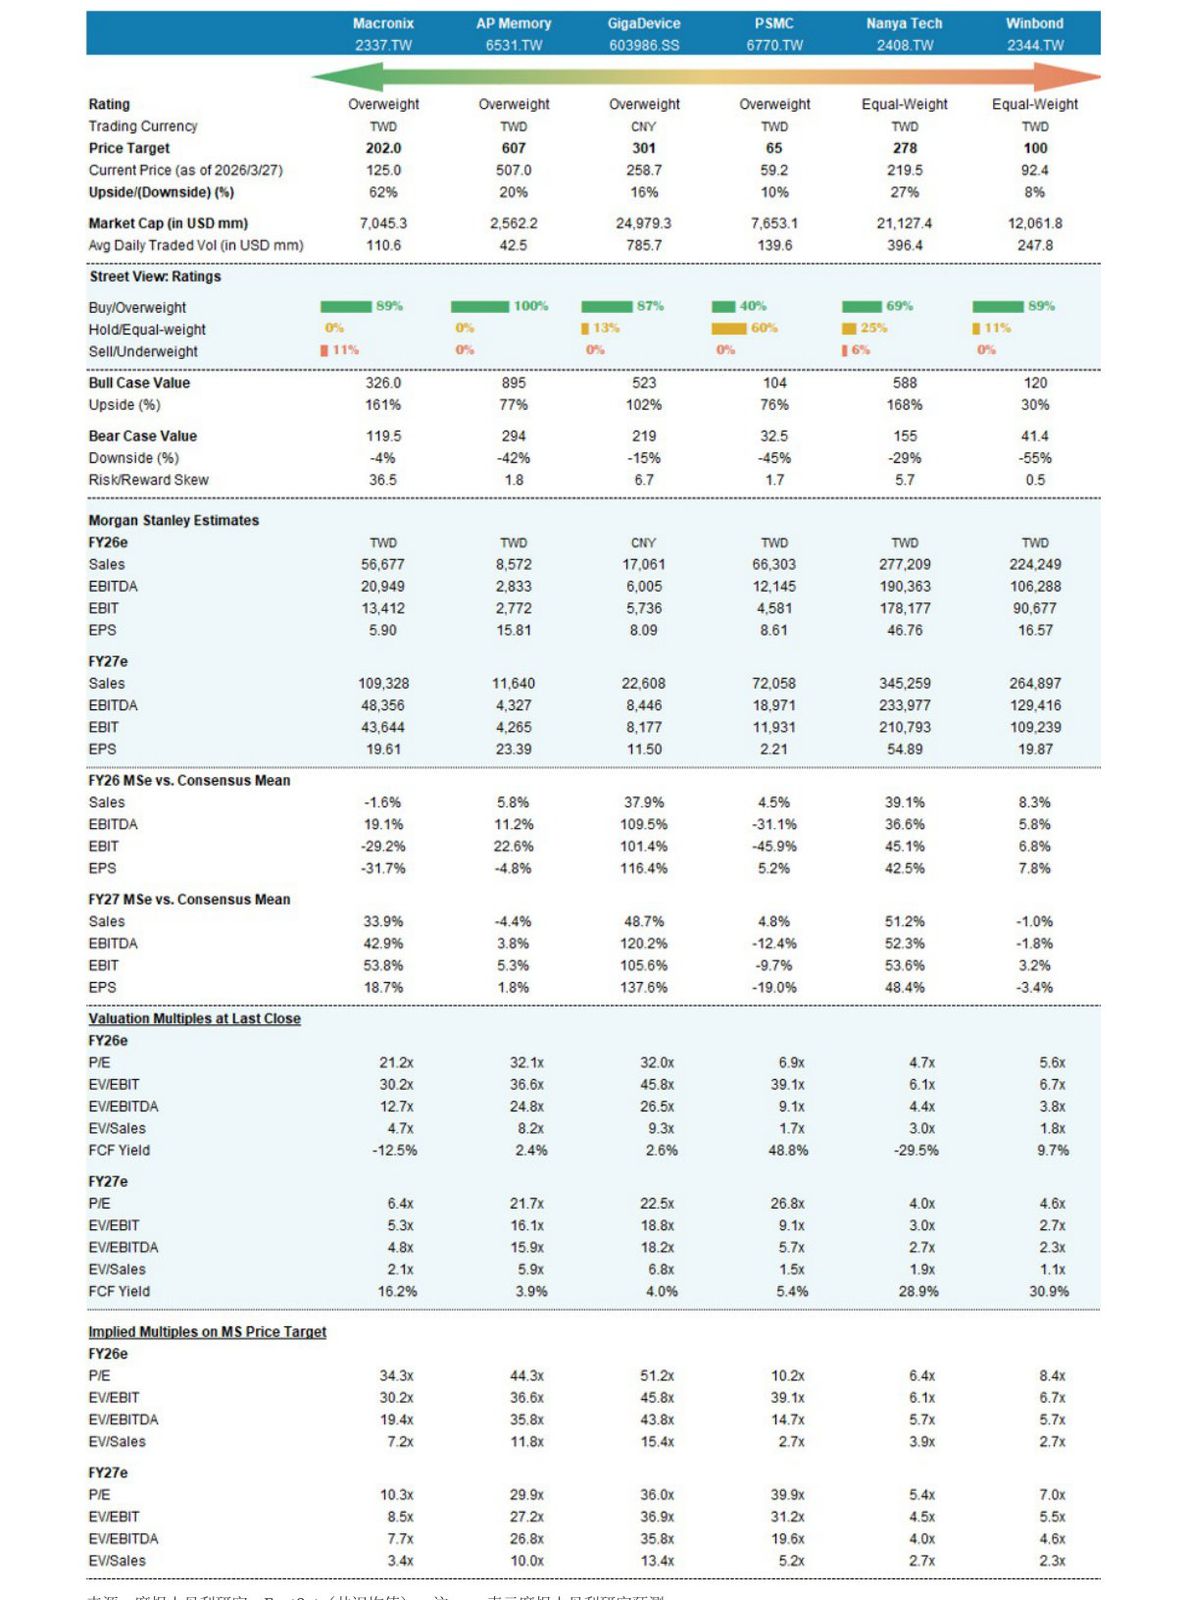 Macronix AP Memory GigaDevice PSMC Nanya Tech Winbond
2337.TW 6531.TW 603986.SS 6770.TW 2408.TW 2344.TW
Rating Overweight Overweight Overweight Overweight Equal-Weight Equal-Weight
Trading Currency TWD TWD CNY TWD TWD TWD
Price Target 202.0 607 301 65 278 100
Current Price (as of 2026/3/27) 125.0 507.0 258.7 59.2 219.5 92.4
Upside/(Downside) (%) 62% 20% 16% 10% 27% 8%
Market Cap (in USD mm) 7,045.3 2,562.2 24,979.3 7,653.1 21,127.4 12,061.8
Avg Daily Traded Vol (in USD mm) 110.6 42.5 785.7 139.6 396.4 247.8
Street View: Ratings
Buy/Overweight 89% 100% 87% 40% 69% 89%
Hold/Equal-weight 0% 0% 13% 60% 25% 11%
Sell/Underweight 11% 0% 0% 0% 6% 0%
Bull Case Value 326.0 895 523 104 588 120
Upside (%) 161% 77% 102% 76% 168% 30%
Bear Case Value 119.5 294 219 32.5 155 41.4
Downside (%) -4% -42% -15% -45% -29% -55%
Risk/Reward Skew 36.5 1.8 6.7 1.7 5.7 0.5
Morgan Stanley Estimates
FY26e TWD TWD CNY TWD TWD TWD
Sales 56,677 8,572 17,061 66,303 277,209 224,249
EBITDA 20,949 2,833 6,005 12,145 190,363 106,288
EBIT 13,412 2,772 5,736 4,581 178,177 90,677
EPS 5.90 15.81 8.09 8.61 46.76 16.57
FY27e
Sales 109,328 11,640 22,608 72,058 345,259 264,897
EBITDA 48,356 4,327 8,446 18,971 233,977 129,416
EBIT 43,644 4,265 8,177 11,931 210,793 109,239
EPS 19.61 23.39 11.50 2.21 54.89 19.87
FY26 MSe vs. Consensus Mean
Sales -1.6% 5.8% 37.9% 4.5% 39.1% 8.3%
EBITDA 19.1% 11.2% 109.5% -31.1% 36.6% 5.8%
EBIT -29.2% 22.6% 101.4% -45.9% 45.1% 6.8%
EPS -31.7% -4.8% 116.4% 5.2% 42.5% 7.8%
FY27 MSe vs. Consensus Mean
Sales 33.9% -4.4% 48.7% 4.8% 51.2% -1.0%
EBITDA 42.9% 3.8% 120.2% -12.4% 52.3% -1.8%
EBIT 53.8% 5.3% 105.6% -9.7% 53.6% 3.2%
EPS 18.7% 1.8% 137.6% -19.0% 48.4% -3.4%
Valuation Multiples at Last Close
FY26e
P/E 21.2x 32.1x 32.0x 6.9x 4.7x 5.6x
EV/EBIT 30.2x 36.6x 45.8x 39.1x 6.1x 6.7x
EV/EBITDA 12.7x 24.8x 26.5x 9.1x 4.4x 3.8x
EV/Sales 4.7x 8.2x 9.3x 1.7x 3.0x 1.8x
FCF Yield -12.5% 2.4% 2.6% 48.8% -29.5% 9.7%
FY27e
P/E 6.4x 21.7x 22.5x 26.8x 4.0x 4.6x
EV/EBIT 5.3x 16.1x 18.8x 9.1x 3.0x 2.7x
EV/EBITDA 4.8x 15.9x 18.2x 5.7x 2.7x 2.3x
EV/Sales 2.1x 5.9x 6.8x 1.5x 1.9x 1.1x
FCF Yield 16.2% 3.9% 4.0% 5.4% 28.9% 30.9%
Implied Multiples on MS Price Target
FY26e
P/E 34.3x 44.3x 51.2x 10.2x 6.4x 8.4x
EV/EBIT 30.2x 36.6x 45.8x 39.1x 6.1x 6.7x
EV/EBITDA 19.4x 35.8x 43.8x 14.7x 5.7x 5.7x
EV/Sales 7.2x 11.8x 15.4x 2.7x 3.9x 2.7x
FY27e
P/E 10.3x 29.9x 36.0x 39.9x 5.4x 7.0x
EV/EBIT 8.5x 27.2x 36.9x 31.2x 4.5x 5.5x
EV/EBITDA 7.7x 26.8x 35.8x 19.6x 4.0x 4.6x
EV/Sales 3.4x 10.0x 13.4x 5.2x 2.7x 2.3x